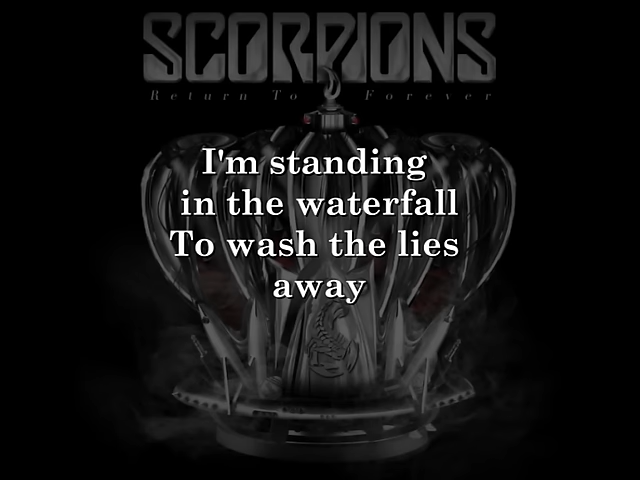 SCORPIONS
Return To Forever
I'm standing
in the waterfall
To wash the lies
away